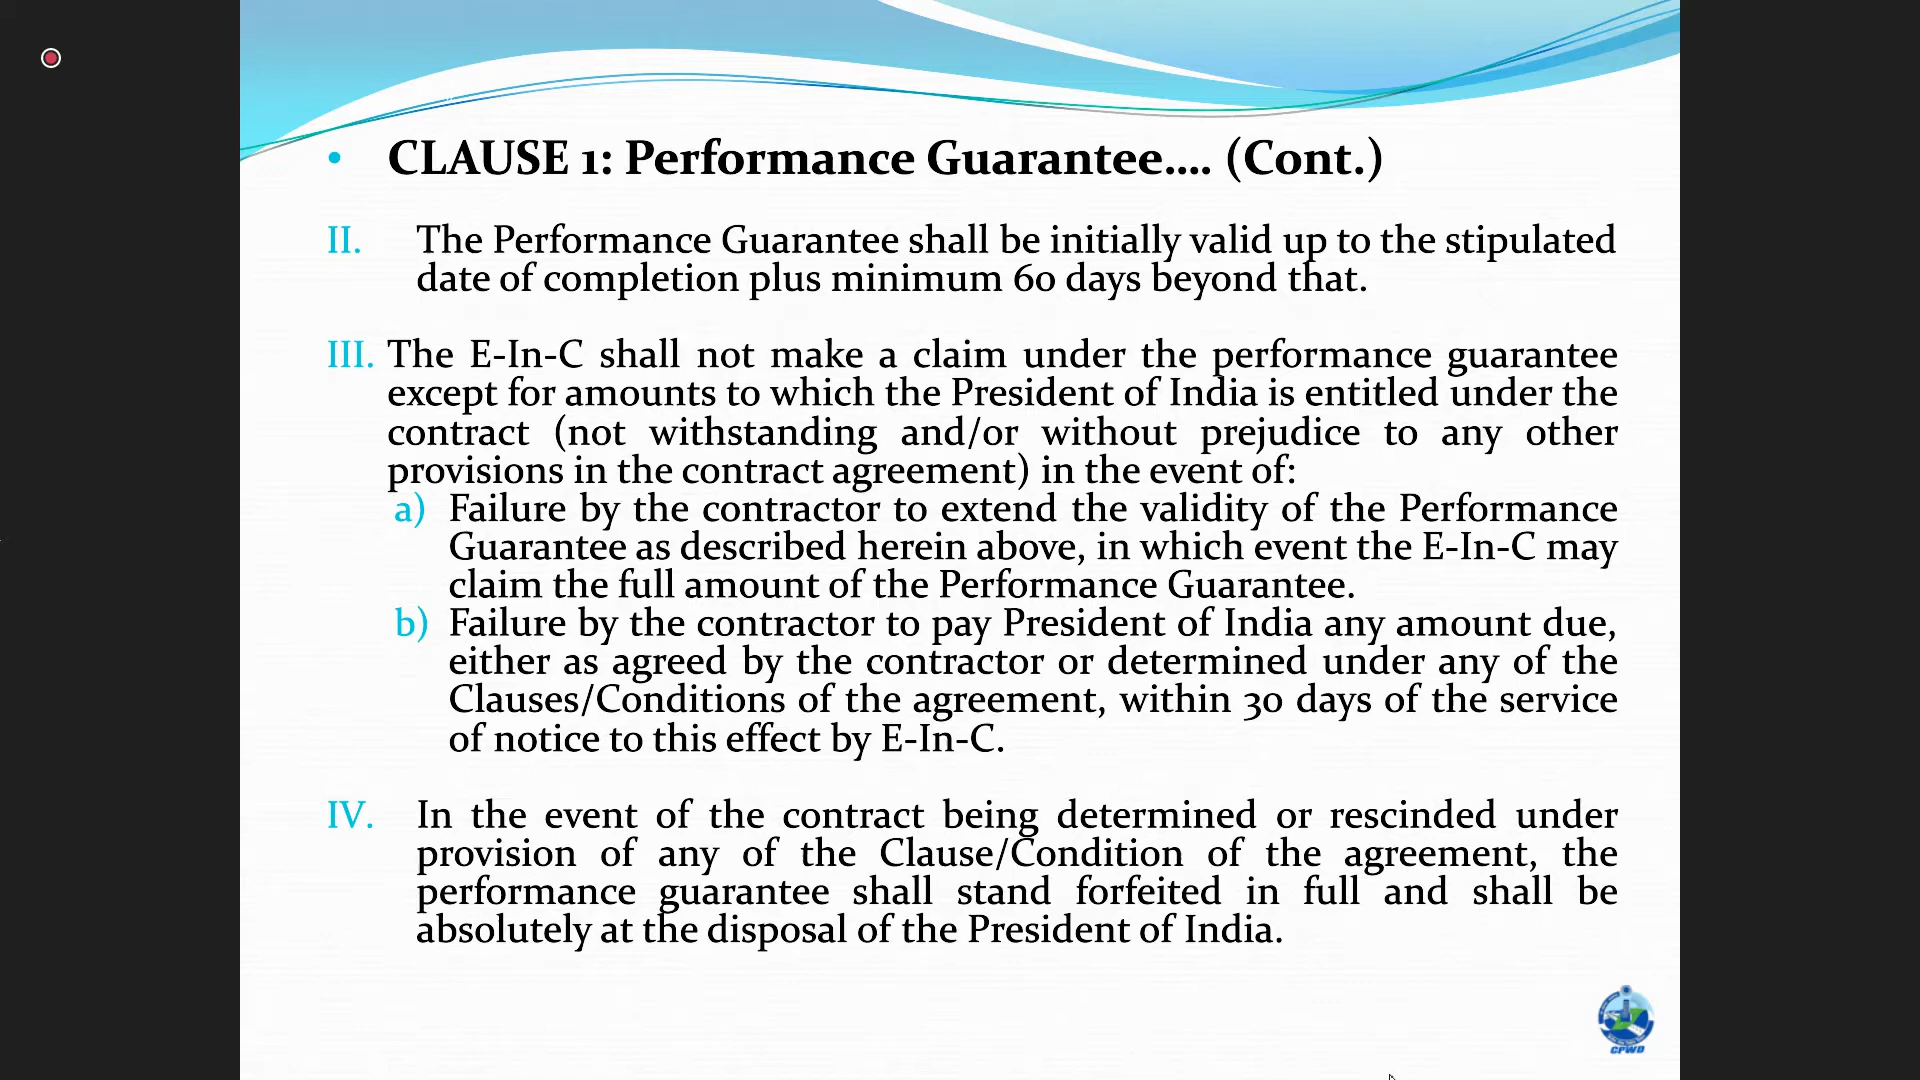 • CLAUSE 1: Performance Guarantee…. (Cont.)
II. The Performance Guarantee shall be initially valid up to the stipulated
date of completion plus minimum 60 days beyond that.
III. The E-In-C shall not make a claim under the performance guarantee
except for amounts to which the President of India is entitled under the
contract (not withstanding and/or without prejudice to any other
provisions in the contract agreement) in the event of:
a) Failure by the contractor to extend the validity of the Performance
Guarantee as described herein above, in which event the E-In-C may
claim the full amount of the Performance Guarantee.
b) Failure by the contractor to pay President of India any amount due,
either as agreed by the contractor or determined under any of the
Clauses/Conditions of the agreement, within 30 days of the service
of notice to this effect by E-In-C.
IV. In the event of the contract being determined or rescinded under
provision of any of the Clause/Condition of the agreement, the
performance guarantee shall stand forfeited in full and shall be
absolutely at the disposal of the President of India.
CPWD